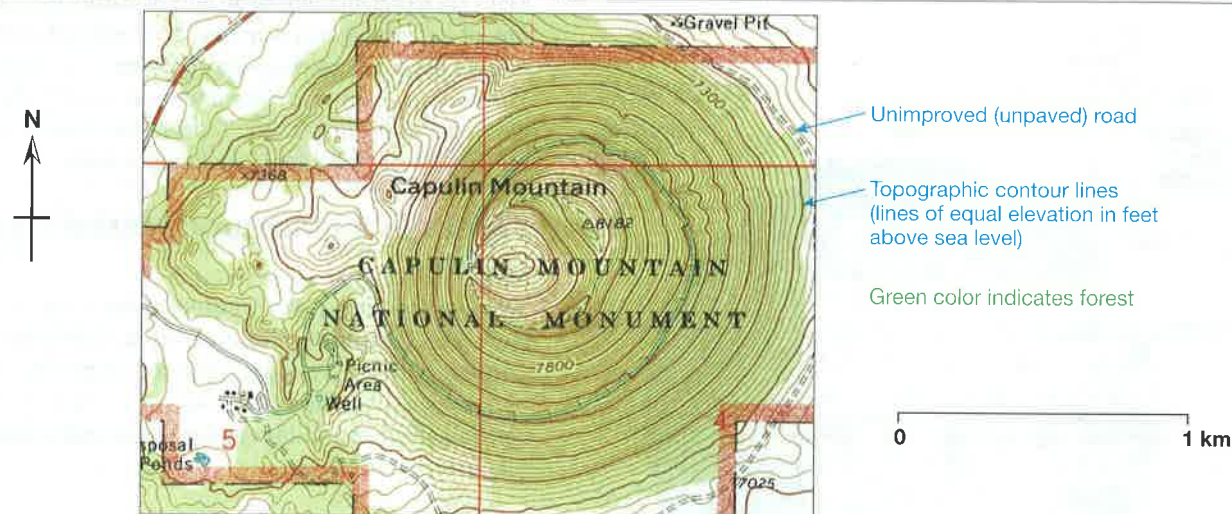 Gravel Pit
7300
N
Unimproved (unpaved) road
7368
Capulin Mountain
Topographic contour lines
(lines of equal elevation in feet
above sea level)
8182
CAPULIN MOUNTAIN
Green color indicates forest
NATIONAL MONUMENT
7800
Picnic
Area
Well
5
4
sposal
Ponds
0
1 km
7025